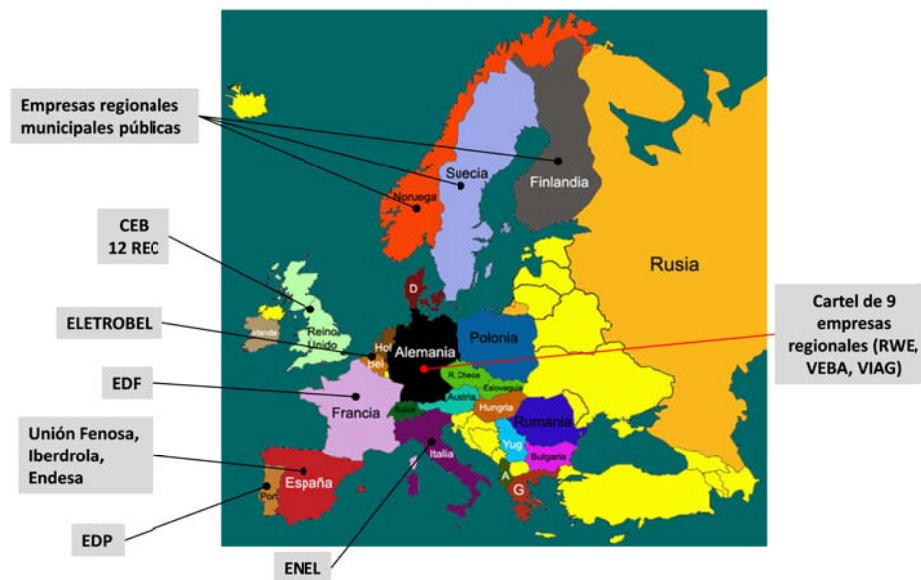 Empresas regionales
municipales públicas
CEB
12 REC
ELETROBEL
EDF
Unión Fenosa,
Iberdrola,
Endesa
EDP
ENEL
Cartel de 9
empresas
regionales (RWE,
VEBA, VIAG)
Noruega
Suecia
Finlandia
Rusia
D
Irlanda
Reino
Unido
Hol
Bel
Alemania
Polonia
R. Checa
Eslovaquia
Austria
Suiza
Hungria
Rumania
Francia
Italia
Yug
Bulgaria
A
G
Port
España